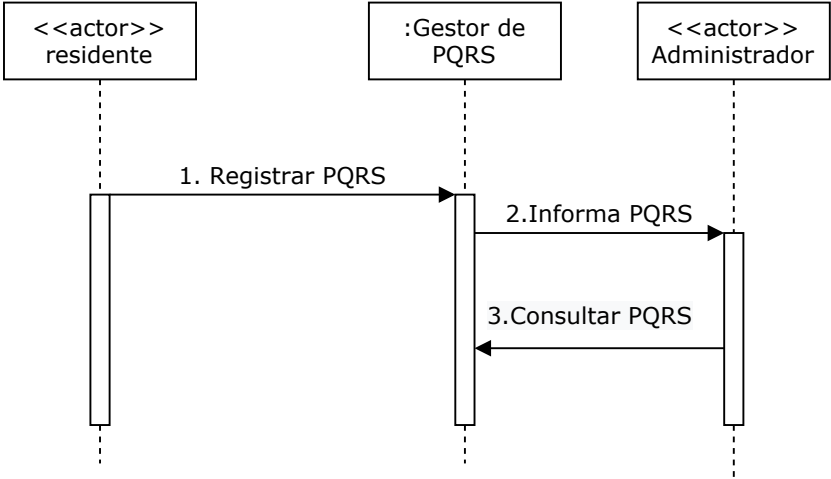 <<actor>>
residente
:Gestor de
PQRS
<<actor>>
Administrador
1. Registrar PQRS
2.Informa PQRS
3.Consultar PQRS